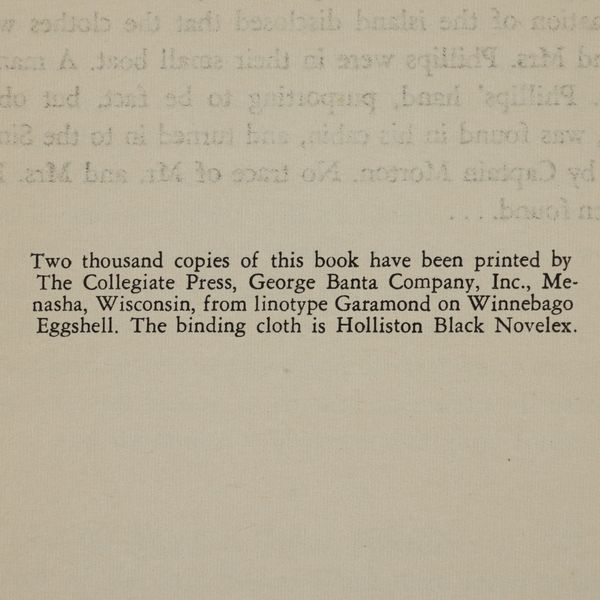 Two thousand copies of this book have been printed by
The Collegiate Press, George Banta Company, Inc., Me-
nasha, Wisconsin, from linotype Garamond on Winnebago
Eggshell. The binding cloth is Holliston Black Novelex.